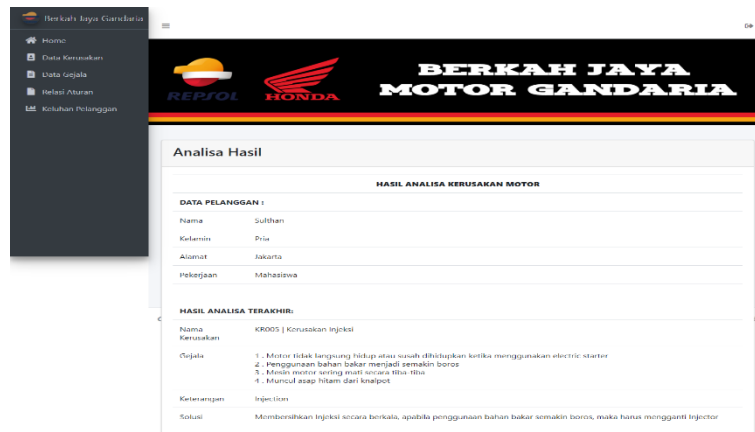 Berkah Jaya Gandaria
Home
Data Kerusakan
Data Gejala
Relasi Aturan
Keluhan Pelanggan
REPSOL
HONDA
BERKAH JAYA
MOTOR GANDARIA
Analisa Hasil
HASIL ANALISA KERUSAKAN MOTOR
DATA PELANGGAN :
Nama Sulthan
Kelamin Pria
Alamat Jakarta
Pekerjaan Mahasiswa
HASIL ANALISA TERAKHIR:
Nama Kerusakan KR005 | Kerusakan Injeksi
Gejala 1 . Motor tidak langsung hidup atau susah dihidupkan ketika menggunakan electric starter
2 . Penggunaan bahan bakar menjadi semakin boros
3 . Mesin motor sering mati secara tiba-tiba
4 . Muncul asap hitam dari knalpot
Keterangan Injection
Solusi Membersihkan Injeksi secara berkala, apabila penggunaan bahan bakar semakin boros, maka harus mengganti Injector